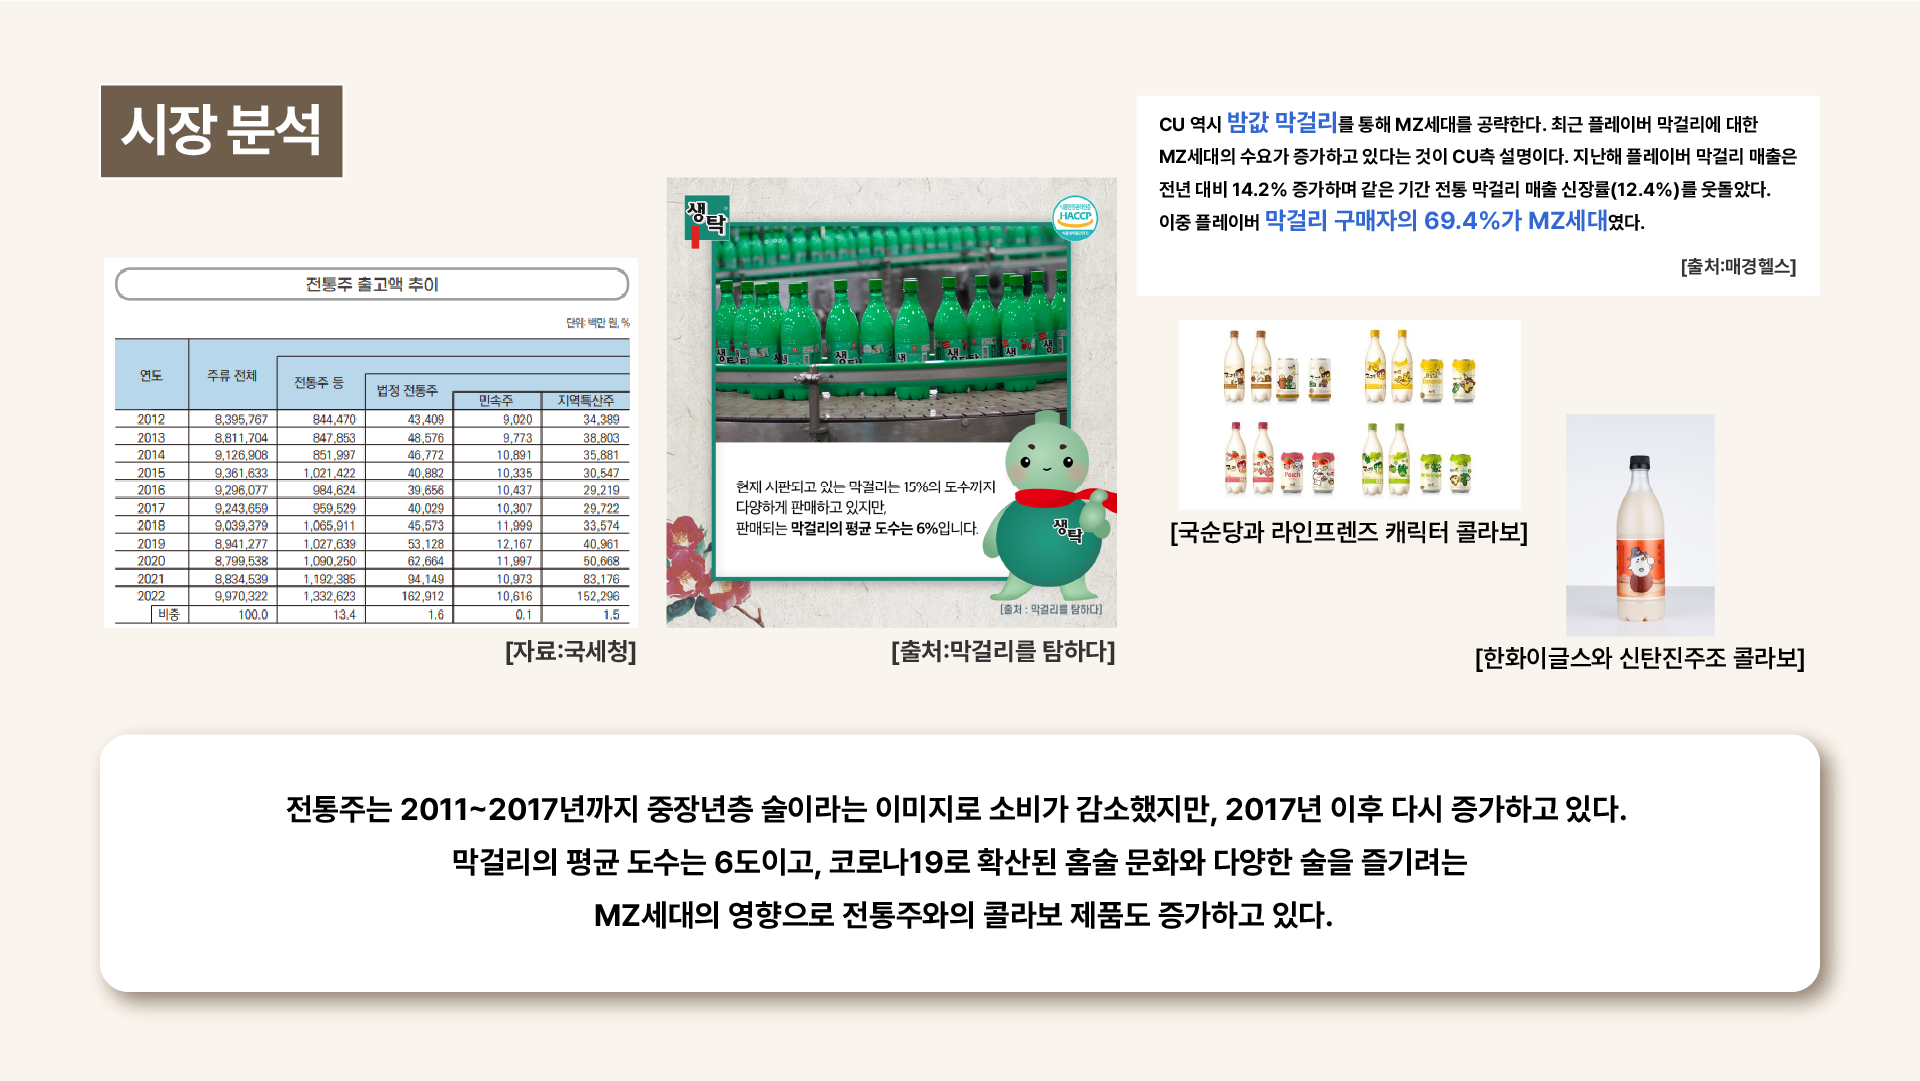 시장 분석
전통주 출고액 추이
단위: 백만 원, %
연도 주류 전체 전통주 등 법정 전통주 민속주 지역특산주
2012 8,395,767 844,470 43,409 9,020 34,389
2013 8,811,704 847,853 48,576 9,773 38,803
2014 9,126,908 851,997 46,772 10,891 35,881
2015 9,361,633 1,021,422 40,882 10,335 30,547
2016 9,296,077 984,624 39,656 10,437 29,219
2017 9,243,659 959,529 40,029 10,307 29,722
2018 9,039,379 1,065,911 45,573 11,999 33,574
2019 8,941,277 1,027,639 53,128 12,167 40,961
2020 8,799,538 1,090,250 62,664 11,997 50,668
2021 8,834,539 1,192,385 94,149 10,973 83,176
2022 9,970,322 1,332,623 162,912 10,616 152,296
비중 100.0 13.4 1.6 0.1 1.5
[자료:국세청]
생탁
HACCP
현재 시판되고 있는 막걸리는 15%의 도수까지
다양하게 판매하고 있지만,
판매되는 막걸리의 평균 도수는 6%입니다.
생탁
[출처 : 막걸리를 탐하다]
[출처:막걸리를 탐하다]
CU 역시 밤값 막걸리를 통해 MZ세대를 공략한다. 최근 플레이버 막걸리에 대한
MZ세대의 수요가 증가하고 있다는 것이 CU측 설명이다. 지난해 플레이버 막걸리 매출은
전년 대비 14.2% 증가하며 같은 기간 전통 막걸리 매출 신장률(12.4%)를 웃돌았다.
이중 플레이버 막걸리 구매자의 69.4%가 MZ세대였다.
[출처:매경헬스]
[국순당과 라인프렌즈 캐릭터 콜라보]
[한화이글스와 신탄진주조 콜라보]
전통주는 2011~2017년까지 중장년층 술이라는 이미지로 소비가 감소했지만, 2017년 이후 다시 증가하고 있다.
막걸리의 평균 도수는 6도이고, 코로나19로 확산된 홈술 문화와 다양한 술을 즐기려는
MZ세대의 영향으로 전통주와의 콜라보 제품도 증가하고 있다.